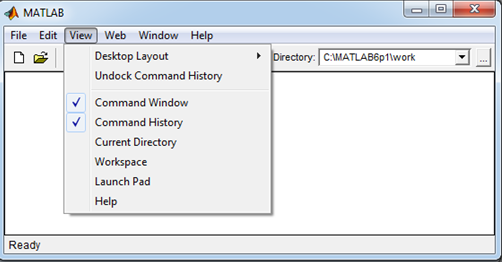 MATLAB
File Edit View Web Window Help
Directory: C:\MATLAB6p1\work ...
Desktop Layout
Undock Command History
Command Window
Command History
Current Directory
Workspace
Launch Pad
Help
Ready